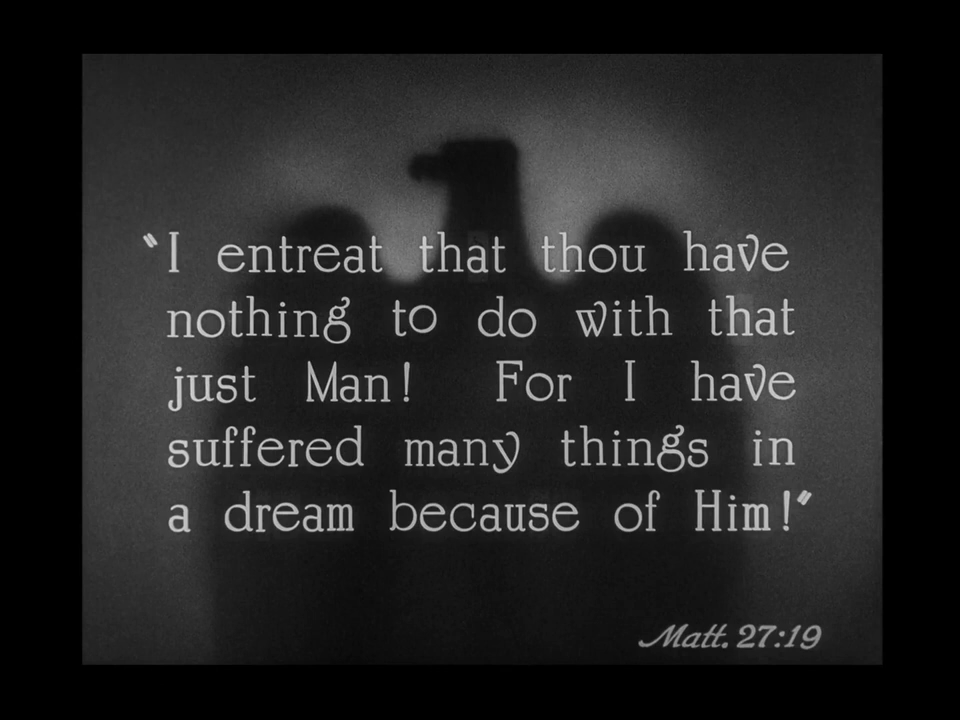 "I entreat that thou have
nothing to do with that
just Man! For I have
suffered many things in
a dream because of Him!"
Matt. 27:19